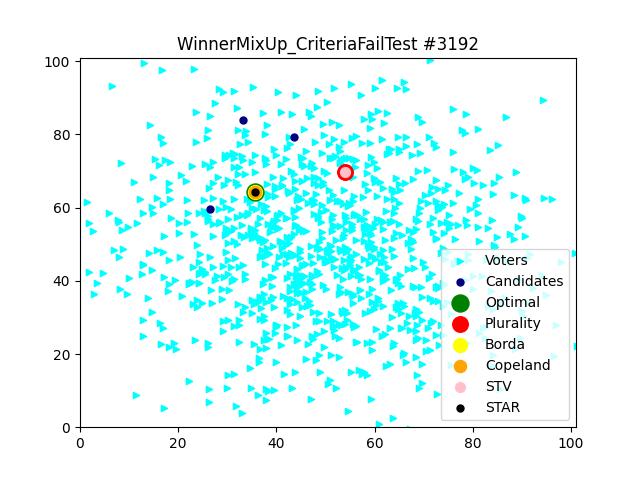 WinnerMixUp_CriteriaFailTest #3192
100
80
60
40
20
0
0
20
40
60
80
100
Voters
Candidates
Optimal
Plurality
Borda
Copeland
STV
STAR